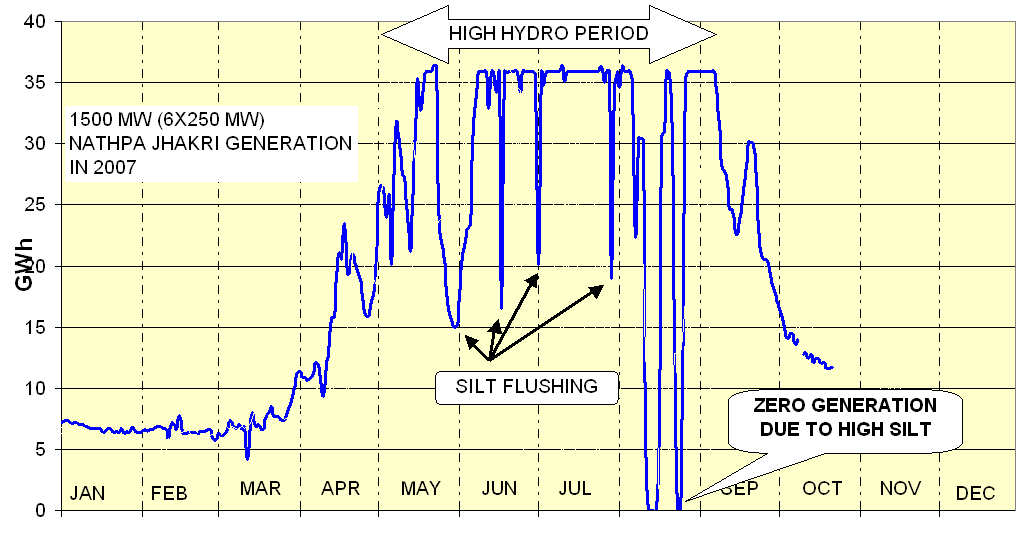 40
HIGH HYDRO PERIOD
35
1500 MW (6X250 MW)
NATHPA JHAKRI GENERATION
IN 2007
30
25
GWh
20
15
SILT FLUSHING
10
ZERO GENERATION
DUE TO HIGH SILT
5
JAN FEB MAR APR MAY JUN JUL SEP OCT NOV DEC
0